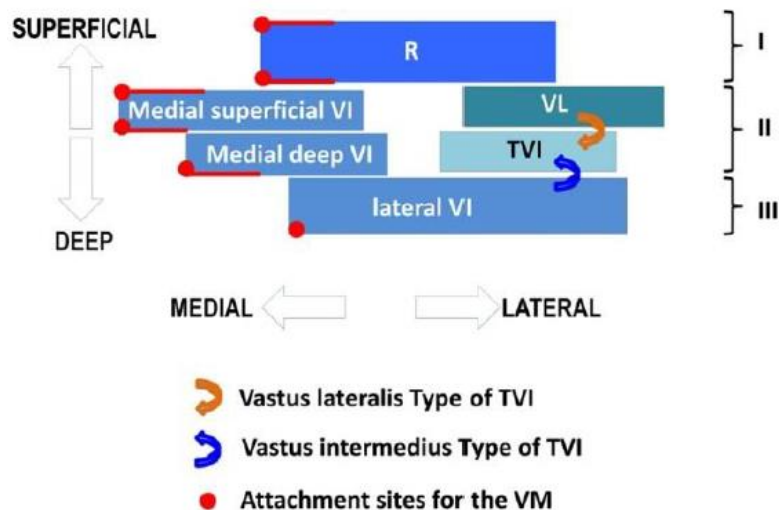 SUPERFICIAL
R
I
Medial superficial VI
VL
II
Medial deep VI
TVI
lateral VI
III
DEEP
MEDIAL
LATERAL
Vastus lateralis Type of TVI
Vastus intermedius Type of TVI
Attachment sites for the VM